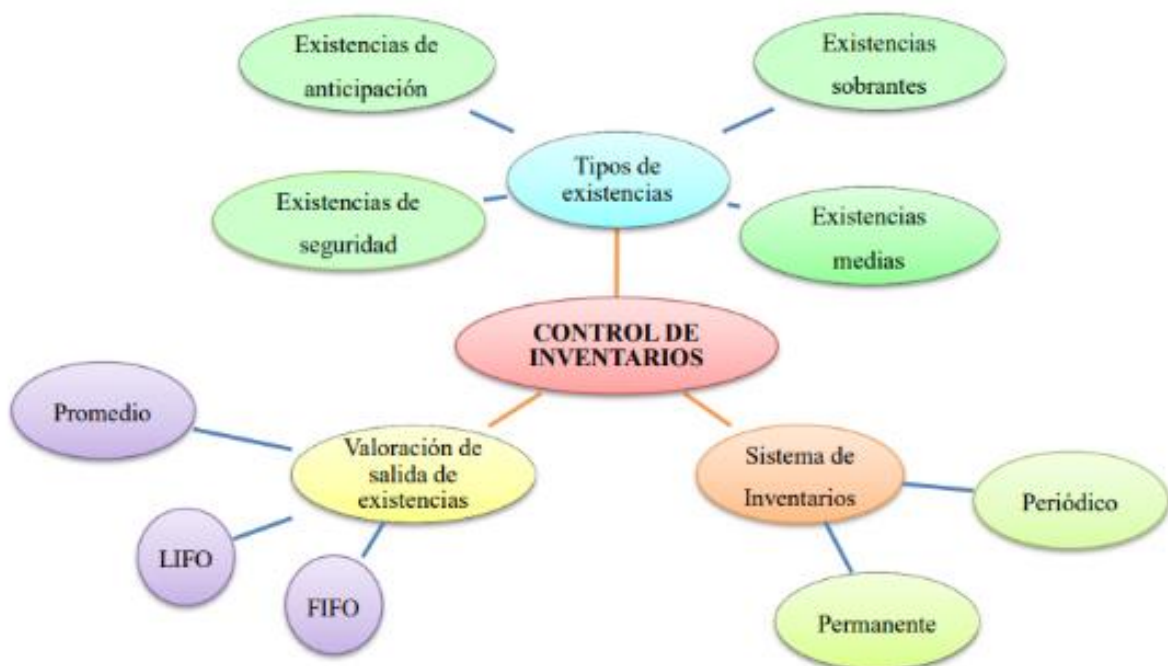 Existencias de
anticipación
Existencias
sobrantes
Tipos de
existencias
Existencias de
seguridad
Existencias
medias
CONTROL DE
INVENTARIOS
Promedio
Valoración de
salida de
existencias
Sistema de
Inventarios
Periódico
LIFO
FIFO
Permanente